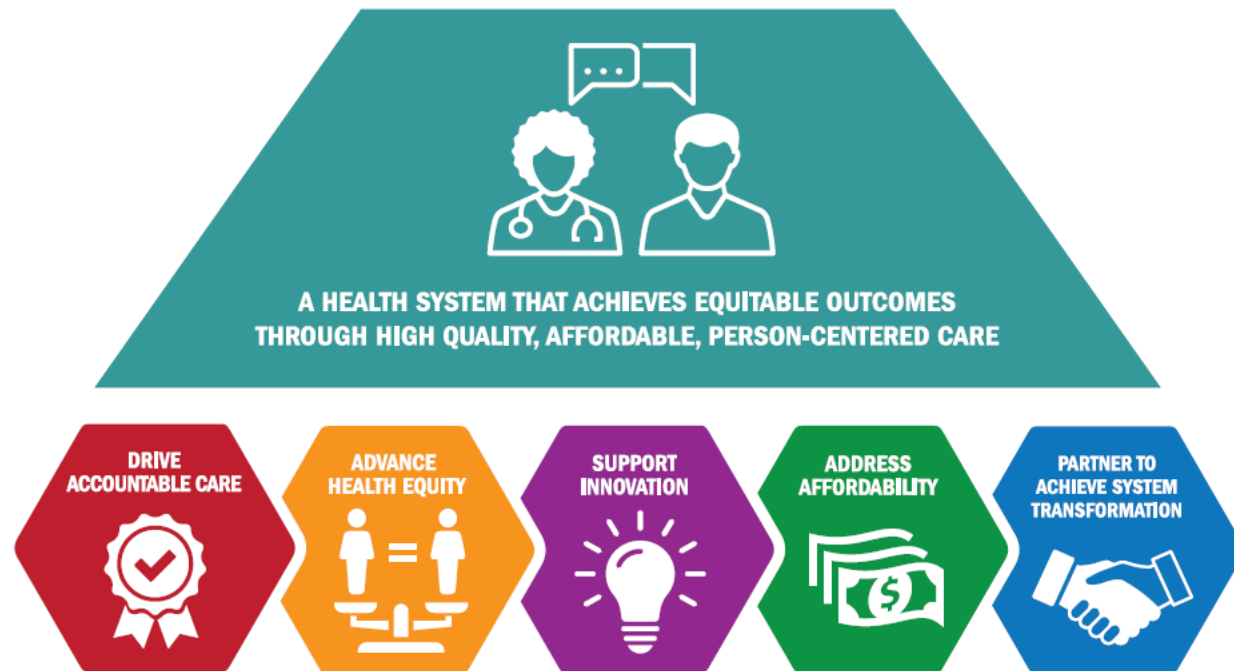 A HEALTH SYSTEM THAT ACHIEVES EQUITABLE OUTCOMES
THROUGH HIGH QUALITY, AFFORDABLE, PERSON-CENTERED CARE
DRIVE
ACCOUNTABLE CARE
ADVANCE
HEALTH EQUITY
SUPPORT
INNOVATION
ADDRESS
AFFORDABILITY
PARTNER TO
ACHIEVE SYSTEM
TRANSFORMATION